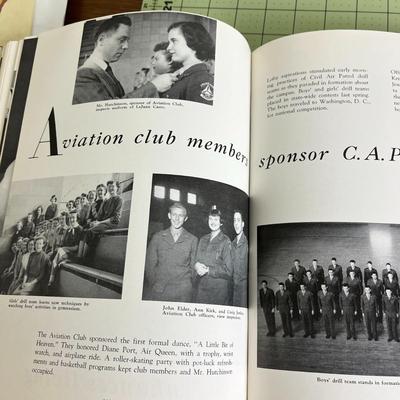 Mr. Hutchinson, sponsor of Aviation Club,
inspects uniform of LaJuan Casey.
Lofty aspirations stimulated early morn-
ing practices of Civil Air Patrol drill
teams as they paraded in formation about
the campus. Boys' and girls' drill teams
placed in state-wide contests last spring.
The boys traveled to Washington, D. C.,
for national competition.
Aviation club members sponsor C.A.P
Girls' drill team learns new techniques by
watching boys' activities in gymnasium.
John Elder, Ann Kirk, and Craig
Aviation Club officers, view
The Aviation Club sponsored the first formal dance, "A Little Bit of
Heaven." They honored Diane Port, Air Queen, with a trophy, wrist
watch, and airplane ride. A roller-skating party with pot-luck refresh-
ments and basketball programs kept club members and Mr. Hutchinson
occupied.
Boys' drill team stands in formation